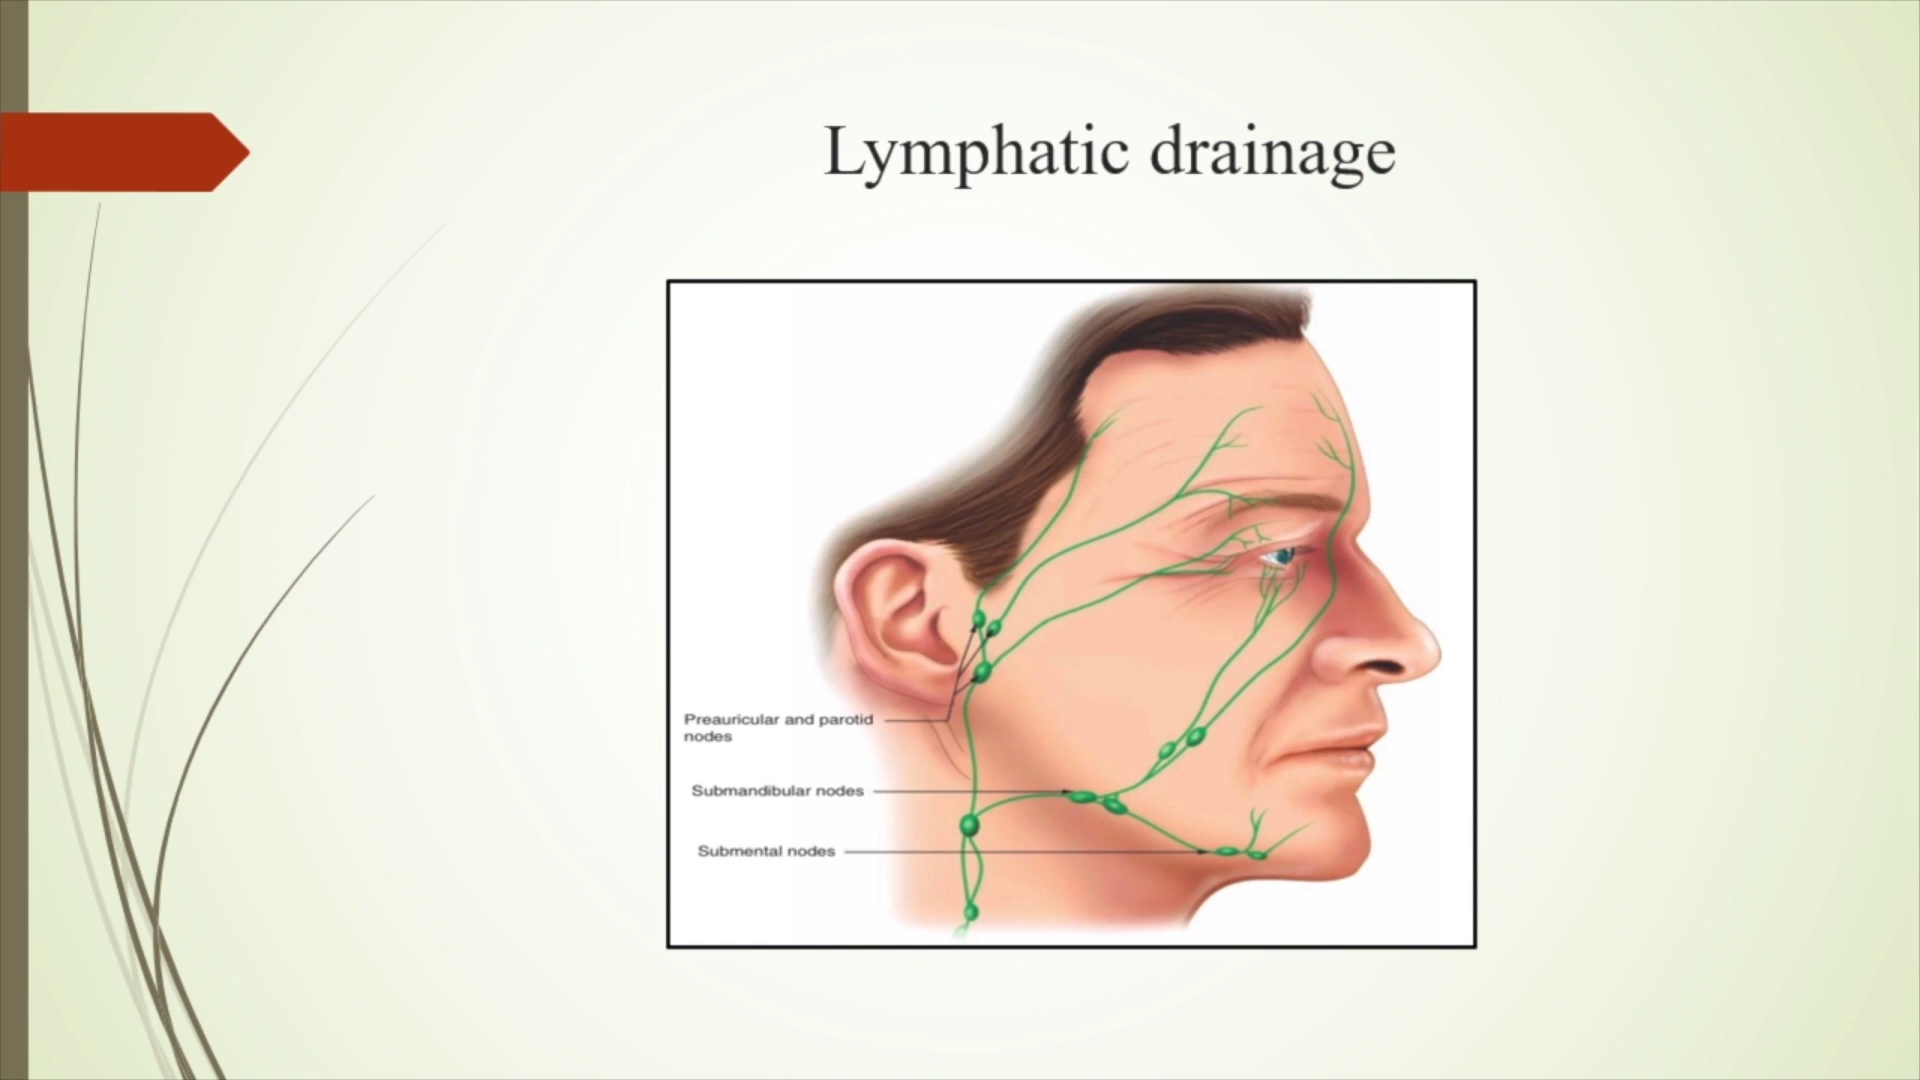 Lymphatic drainage
Preauricular and parotid
nodes
Submandibular nodes
Submental nodes